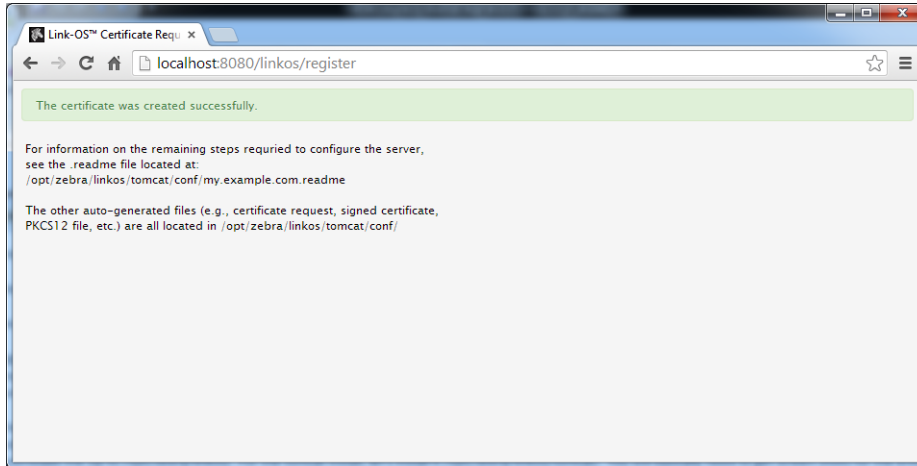 Link-OS™ Certificate Requ
localhost:8080/linkos/register
The certificate was created successfully.
For information on the remaining steps requried to configure the server,
see the .readme file located at:
/opt/zebra/linkos/tomcat/conf/my.example.com.readme
The other auto-generated files (e.g., certificate request, signed certificate,
PKCS12 file, etc.) are all located in /opt/zebra/linkos/tomcat/conf/